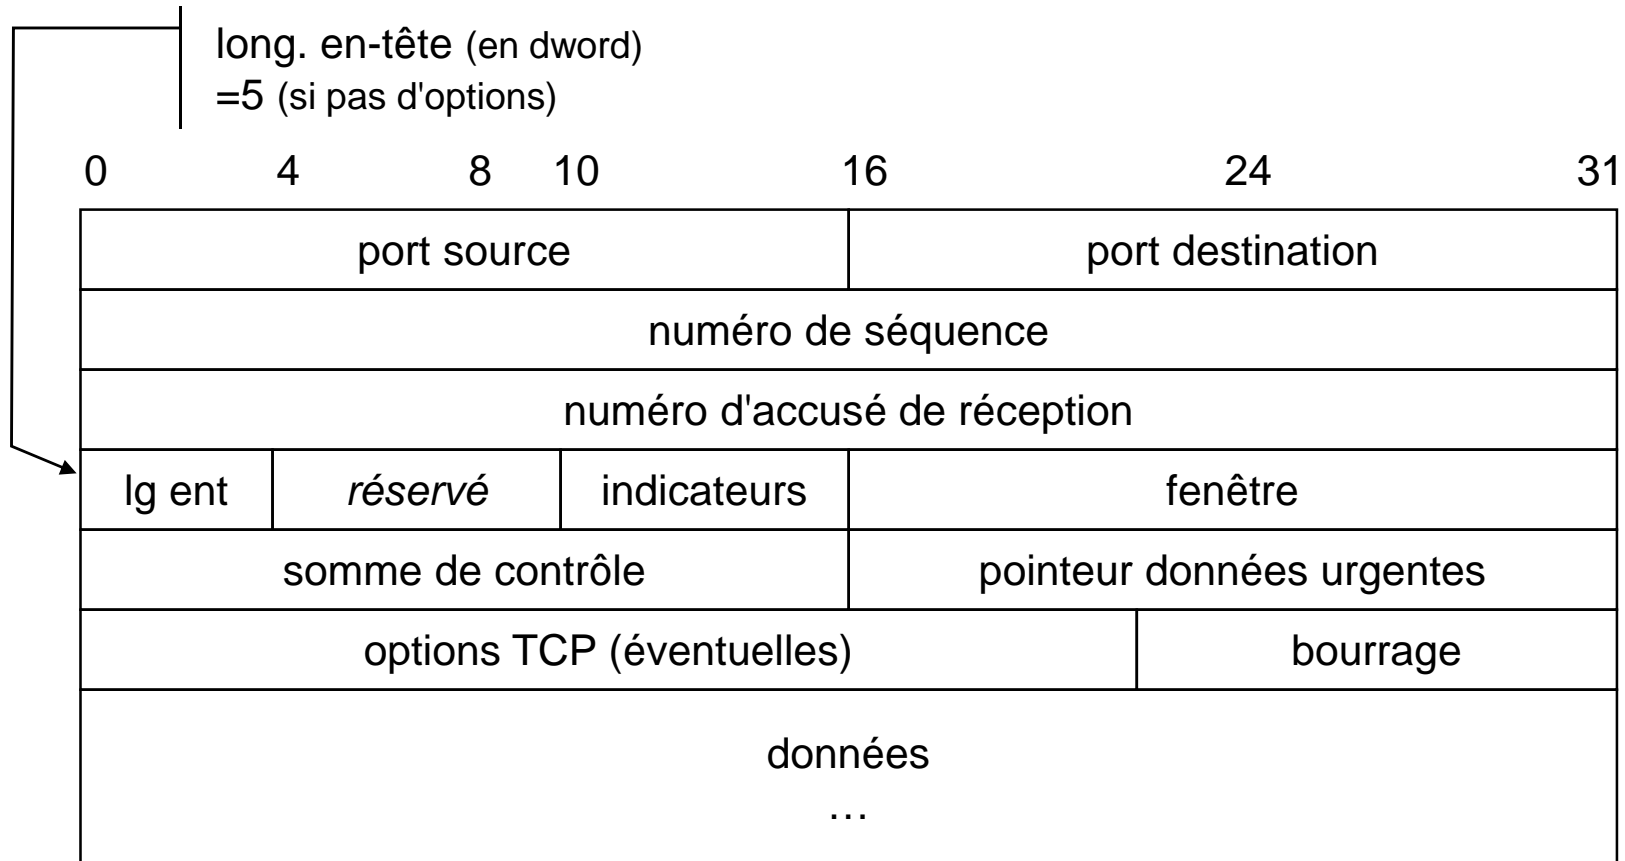 long. en-tête (en dword)
=5 (si pas d'options)
0 4 8 10 16 24 31
port source port destination
numéro de séquence
numéro d'accusé de réception
lg ent réservé indicateurs fenêtre
somme de contrôle pointeur données urgentes
options TCP (éventuelles) bourrage
données
…